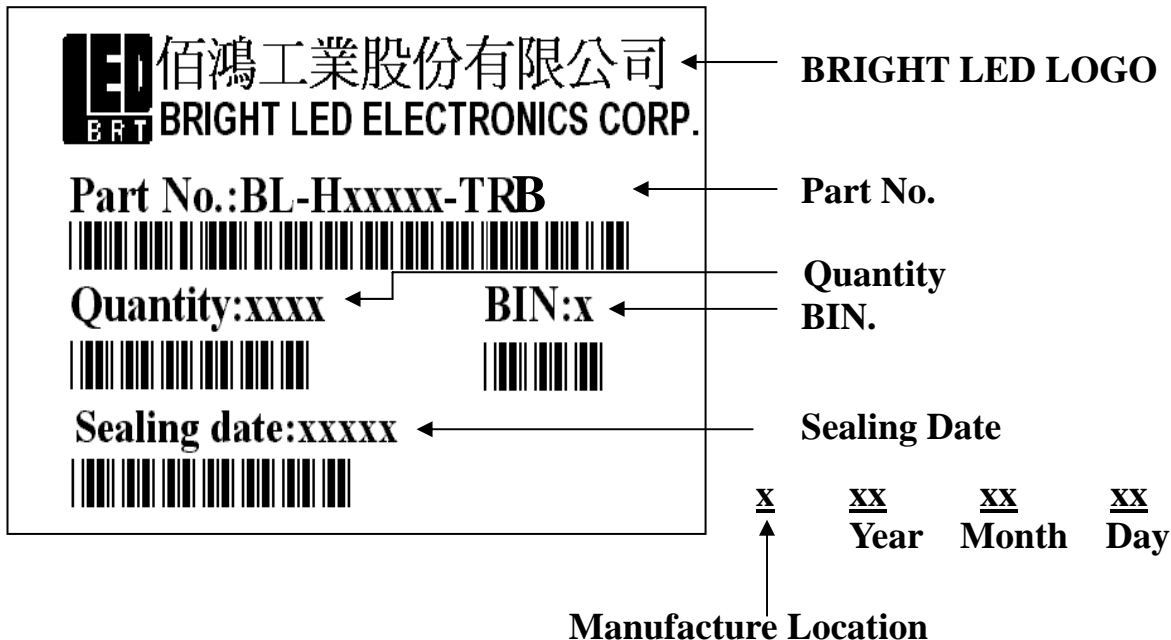 LED 佰鴻工業股份有限公司 BRIGHT LED LOGO
BRT BRIGHT LED ELECTRONICS CORP.
Part No.:BL-Hxxxxx-TRB Part No.
Quantity
Quantity:xxxx BIN:x BIN.
Sealing date:xxxxx Sealing Date
x xx xx xx
Year Month Day
Manufacture Location